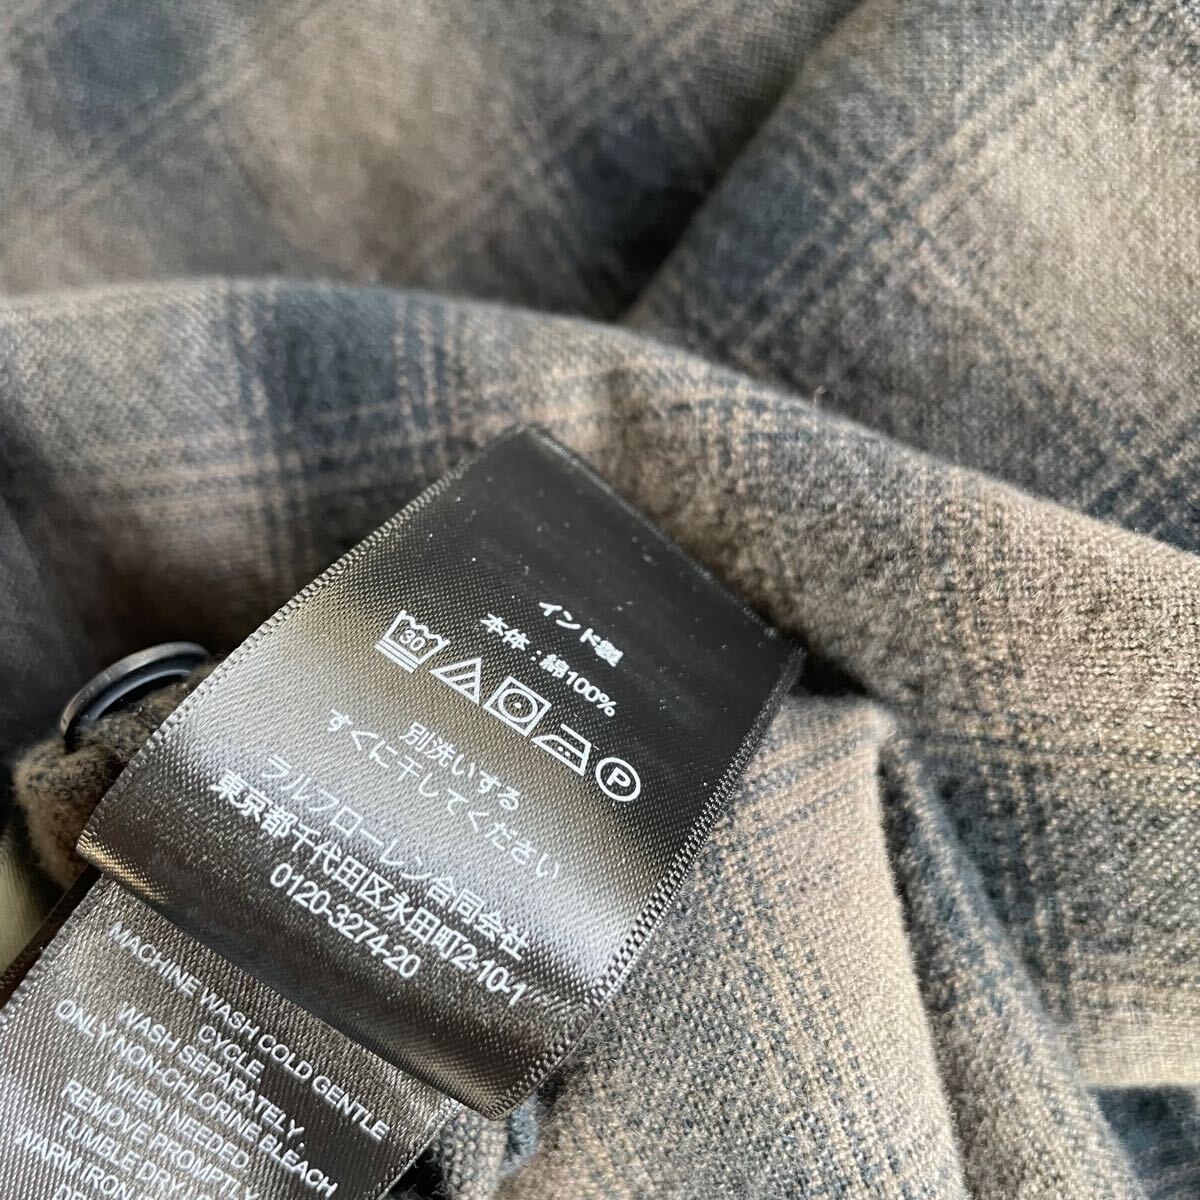 インド製
本体：綿100%
30
P
別洗いする
すぐに干してください
ラルフローレン合同会社
東京都千代田区永田町2-10-1
0120-3274-20
MACHINE WASH COLD GENTLE
CYCLE
WASH SEPARATELY.
ONLY NON-CHLORINE BLEACH
WHEN NEEDED
REMOVE PROMPTLY
TUMBLE DRY
WARM IRON